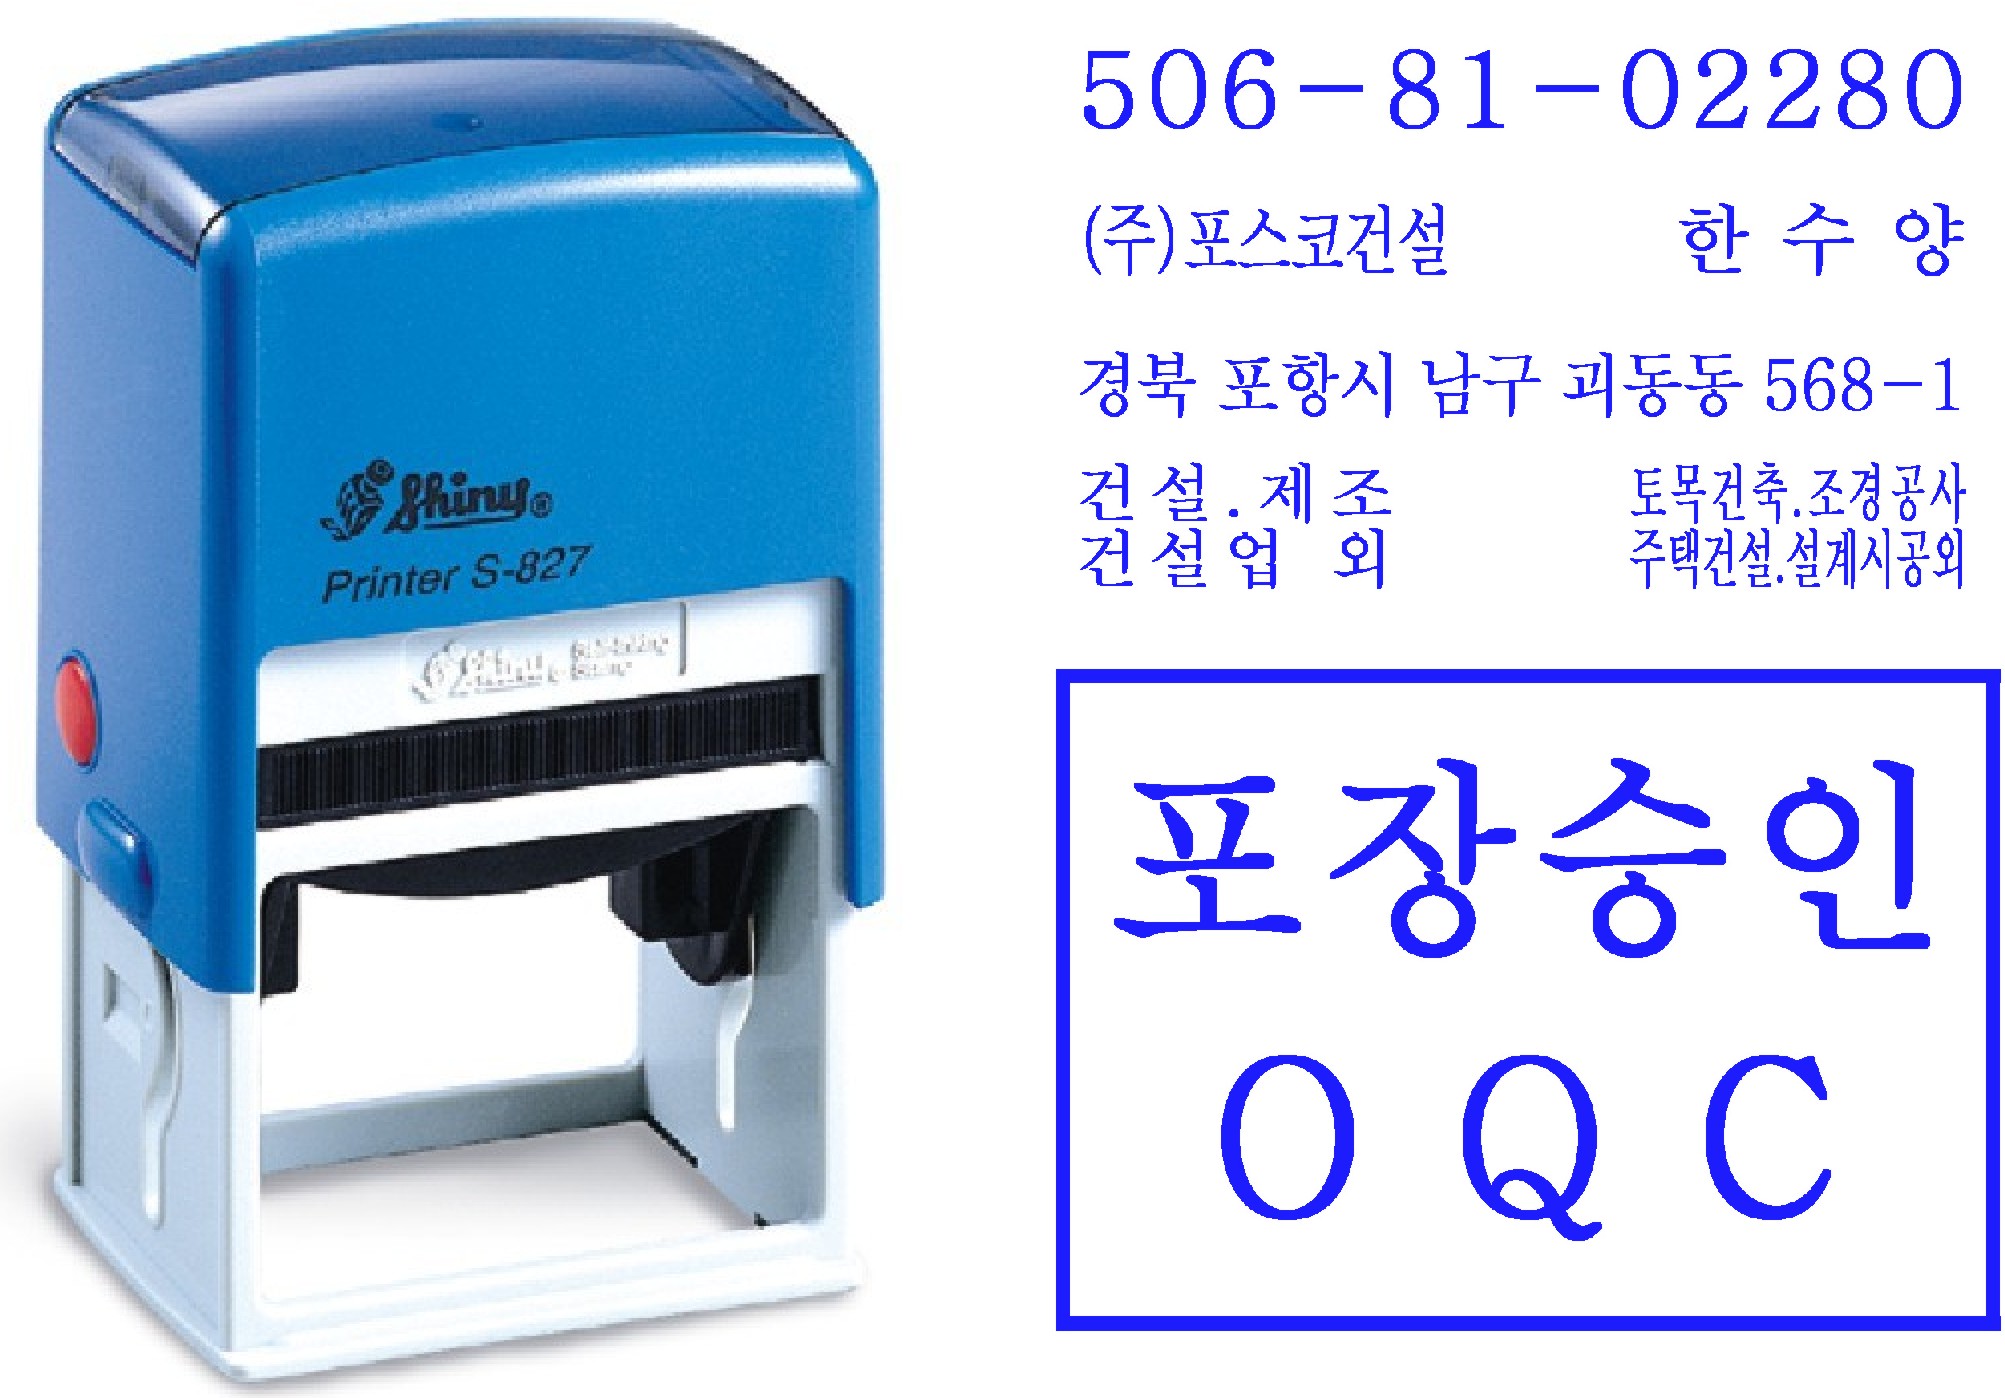 Shiny®
Printer S-827
Shiny
506-81-02280
(주)포스코건설 한 수 양
경북 포항시 남구 괴동동 568-1
건 설 . 제 조 토목건축.조경공사
건 설 업 외 주택건설.설계시공외
포장승인
O Q C